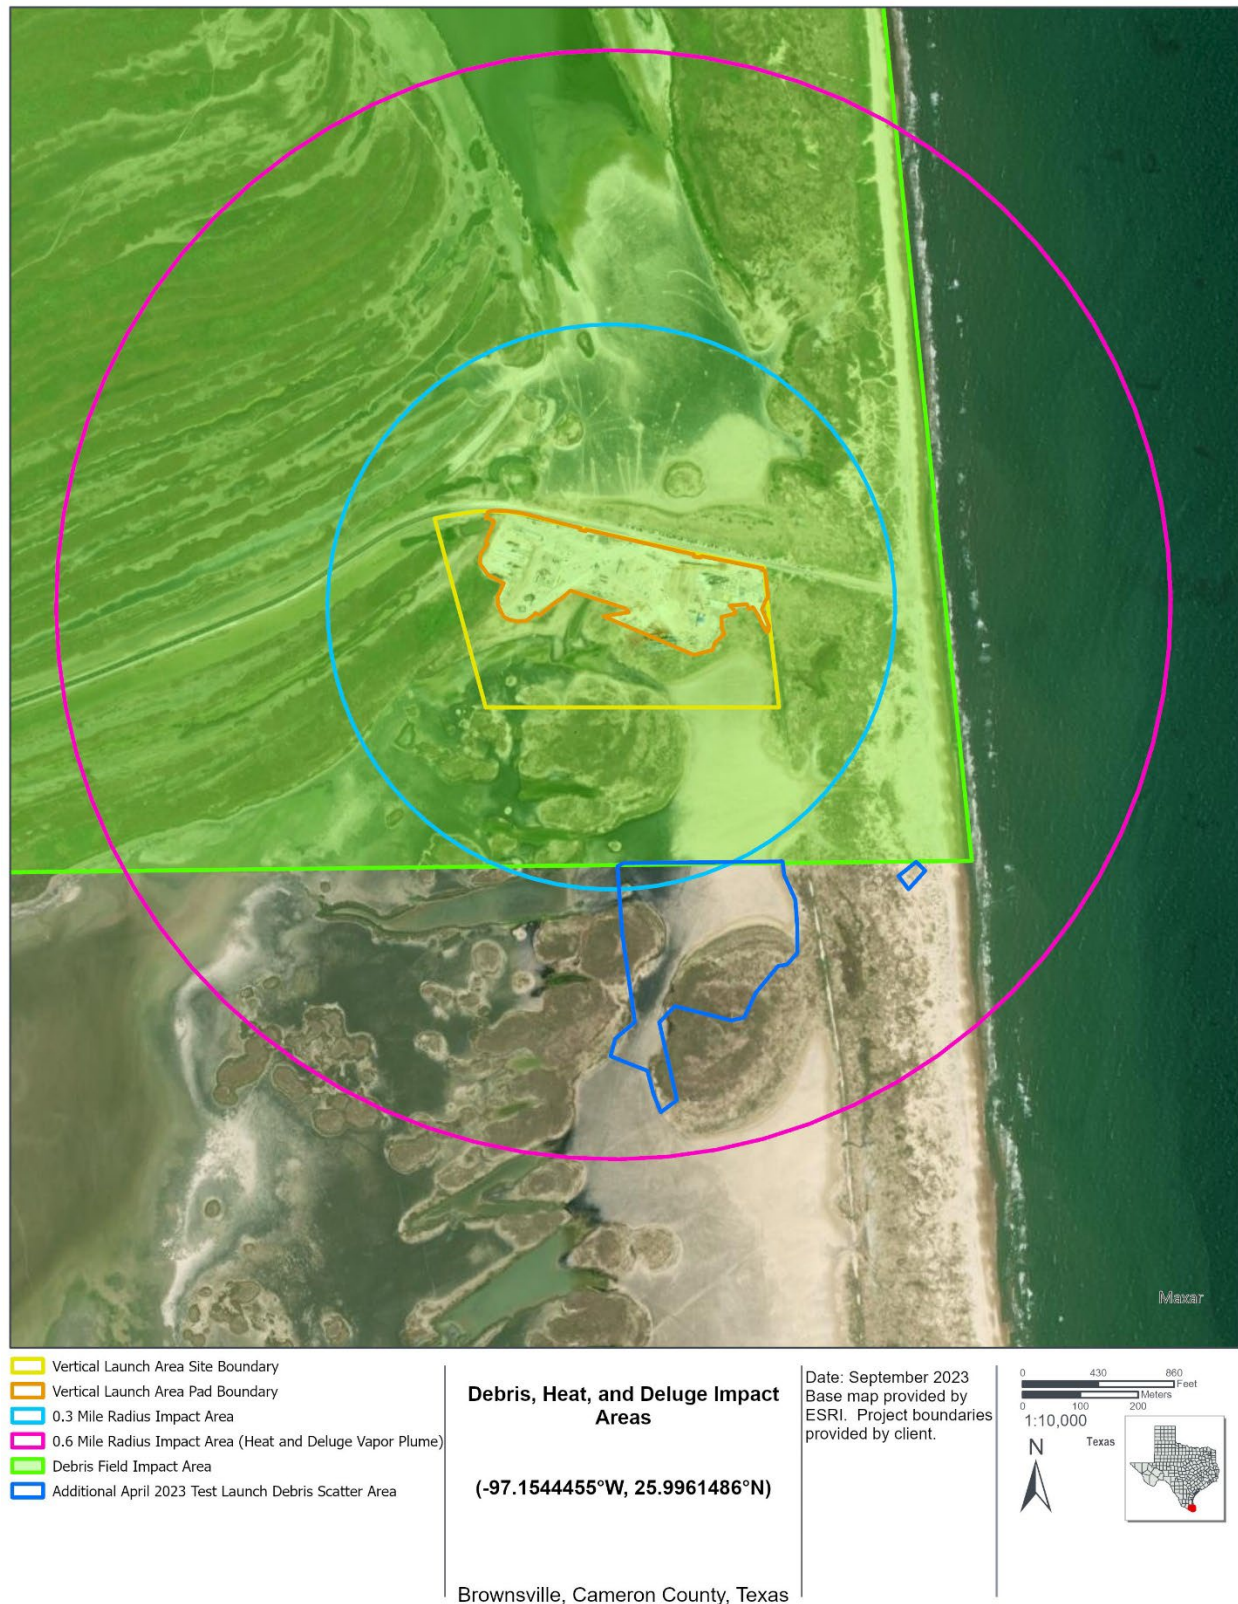 Maxar
Vertical Launch Area Site Boundary
Vertical Launch Area Pad Boundary
0.3 Mile Radius Impact Area
0.6 Mile Radius Impact Area (Heat and Deluge Vapor Plume)
Debris Field Impact Area
Additional April 2023 Test Launch Debris Scatter Area
Debris, Heat, and Deluge Impact
Areas
(-97.1544455°W, 25.9961486°N)
Brownsville, Cameron County, Texas
Date: September 2023
Base map provided by
ESRI. Project boundaries
provided by client.
0 430 860
Feet
Meters
0 100 200
1:10,000
N
Texas